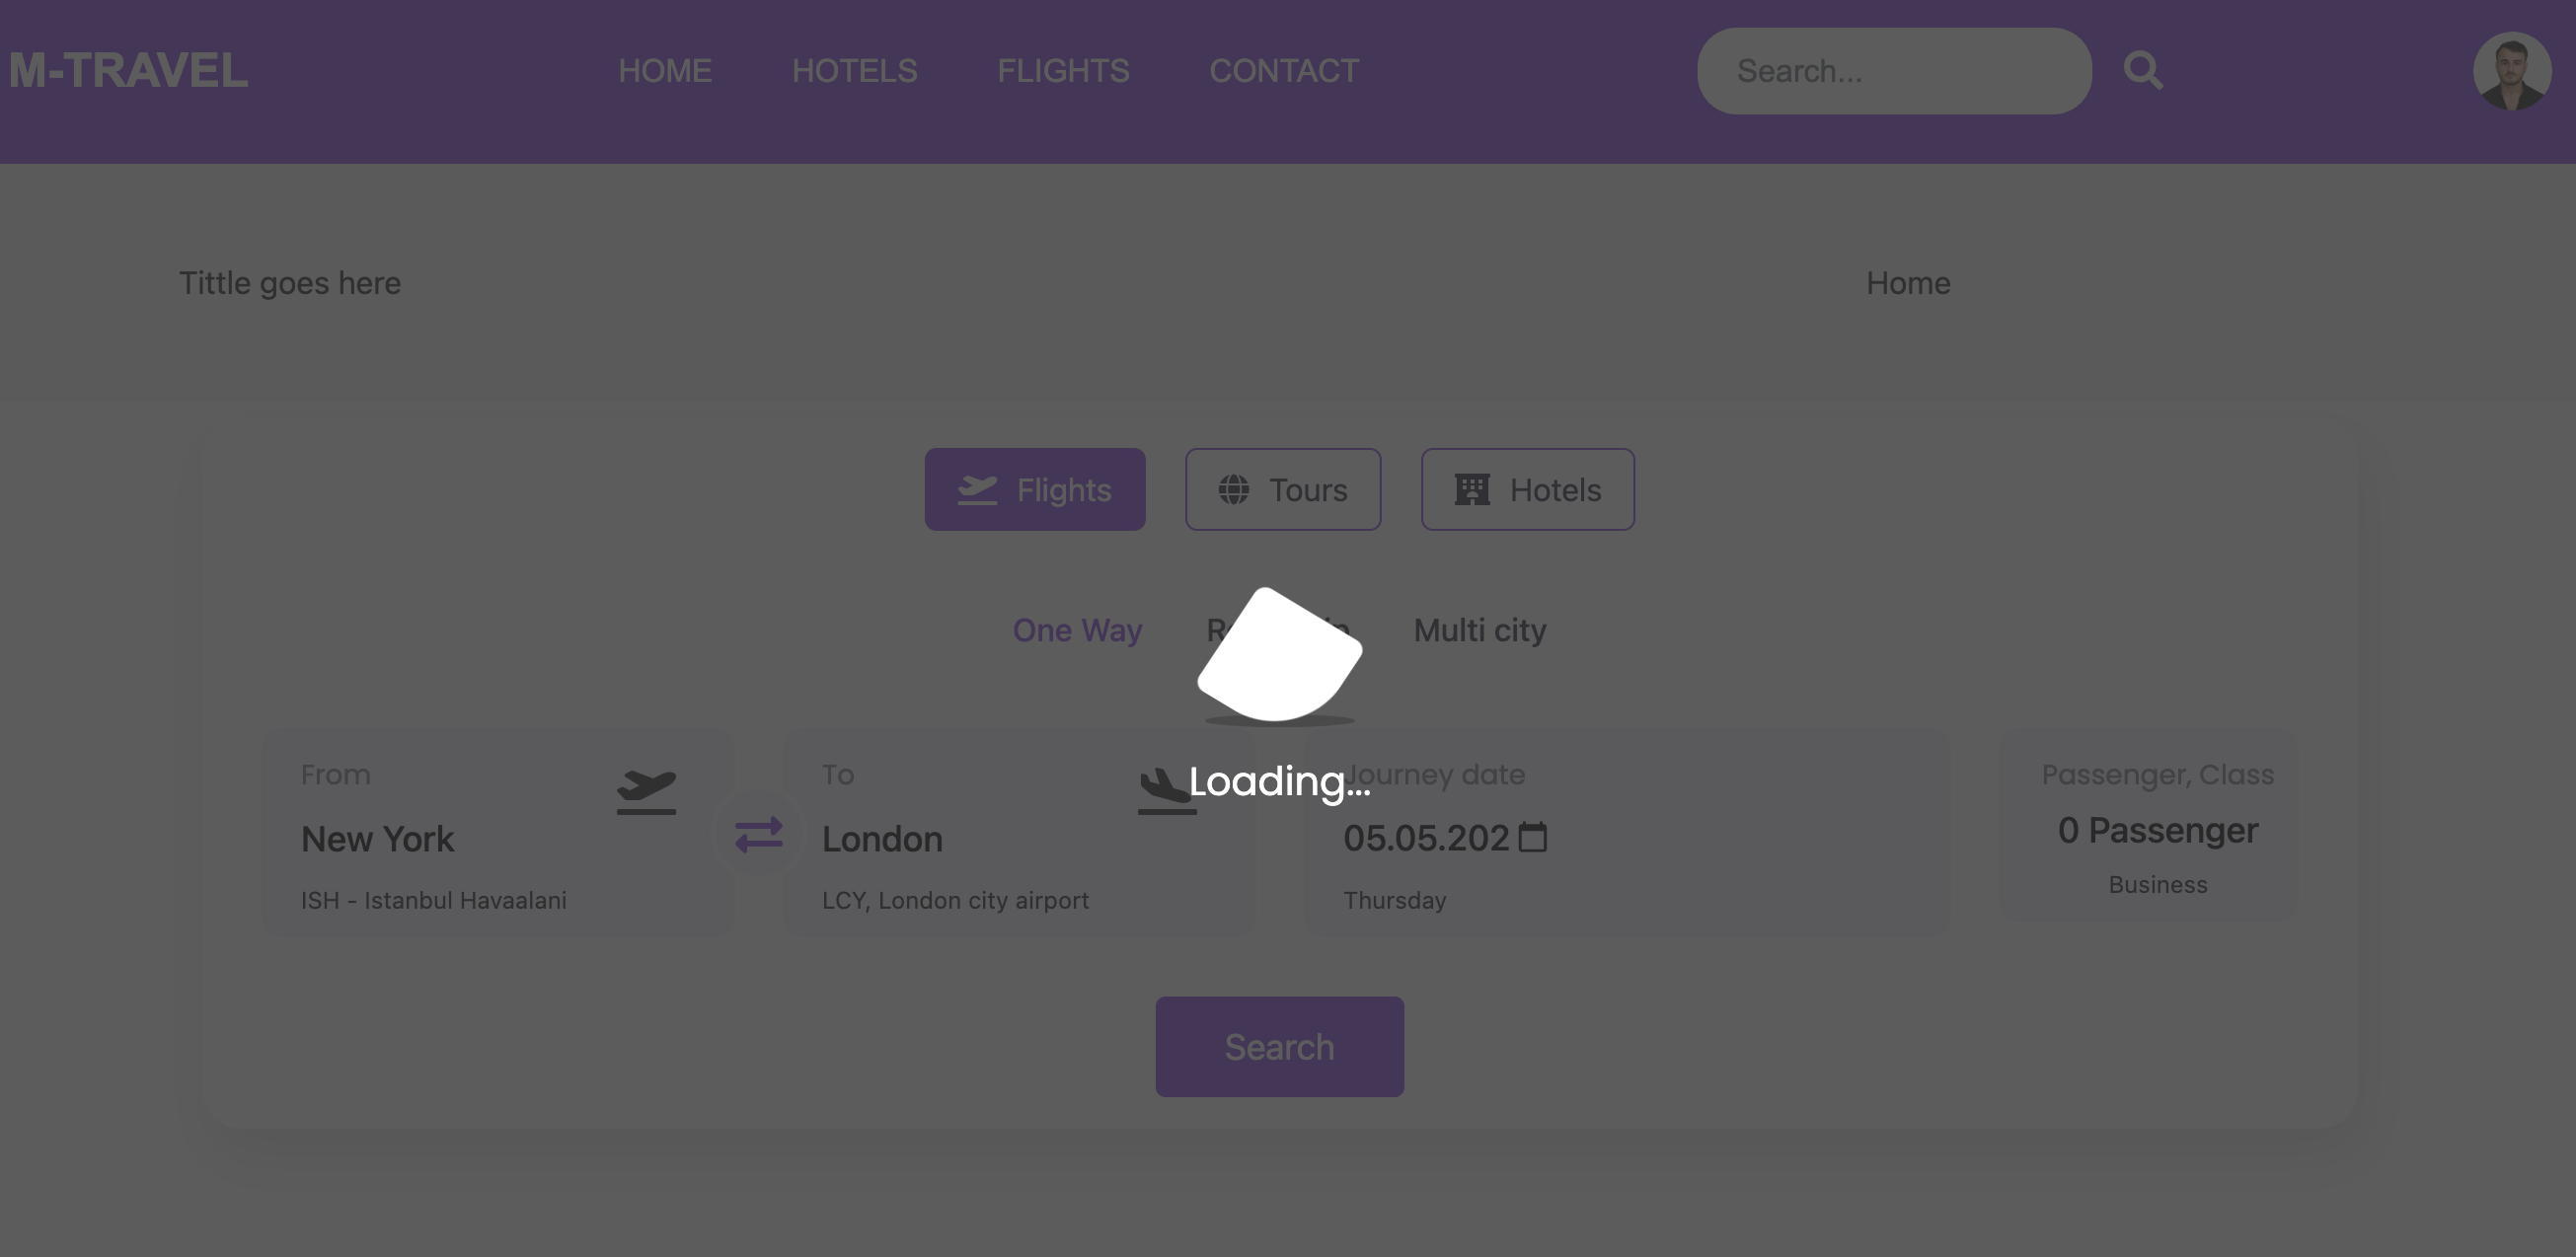 M-TRAVEL
HOME HOTELS FLIGHTS CONTACT
Search...
Tittle goes here
Home
Flights Tours Hotels
One Way Multi city
Loading...
From
New York
ISH - Istanbul Havaalani
To
London
LCY, London city airport
Journey date
05.05.202
Thursday
Passenger, Class
0 Passenger
Business
Search